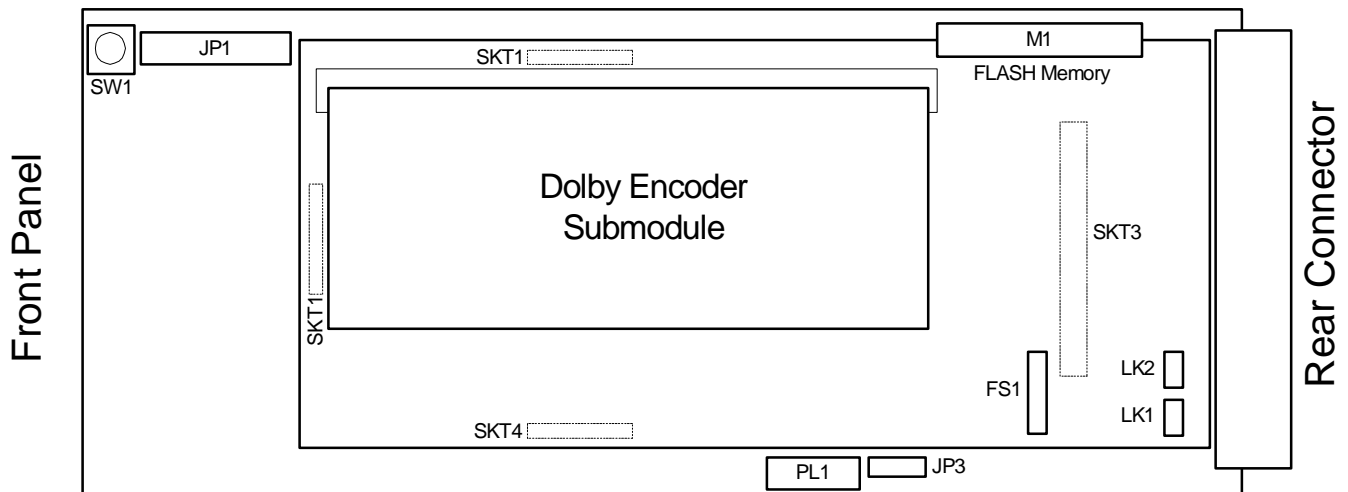 JP1
M1
SKT1
SW1
FLASH Memory
Front Panel
Dolby Encoder
Submodule
SKT1
SKT3
Rear Connector
LK2
FS1
LK1
SKT4
PL1
JP3